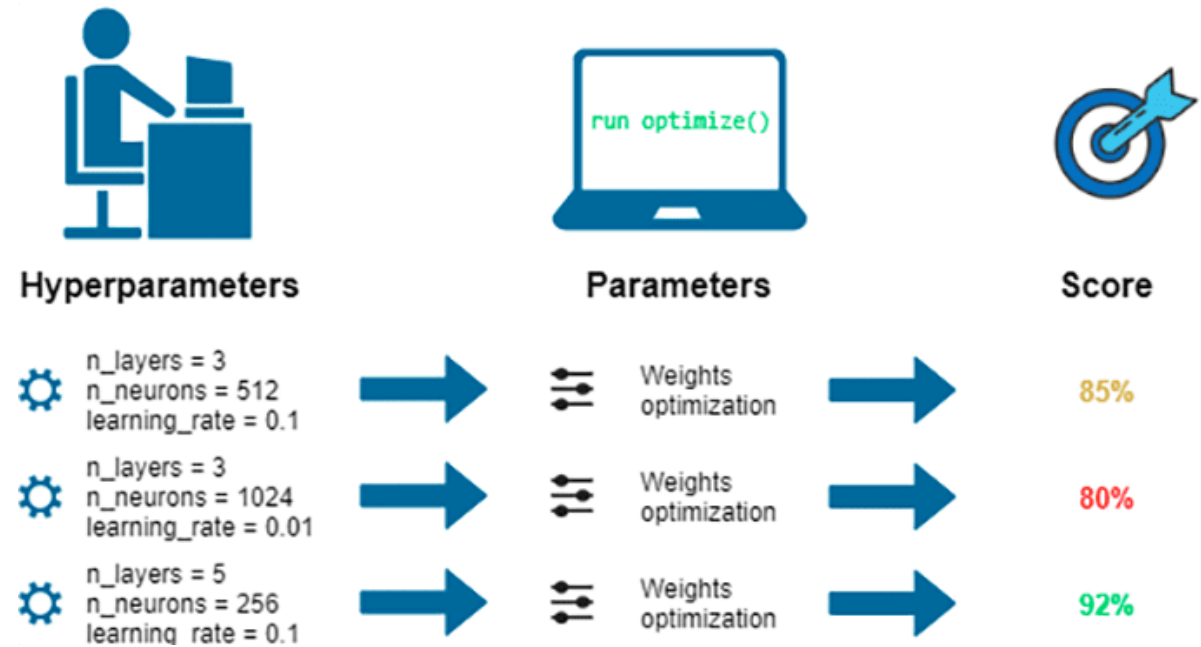 run optimize()
Hyperparameters
Parameters
Score
n_layers = 3
n_neurons = 512
learning_rate = 0.1
Weights
optimization
85%
n_layers = 3
n_neurons = 1024
learning_rate = 0.01
Weights
optimization
80%
n_layers = 5
n_neurons = 256
learning_rate = 0.1
Weights
optimization
92%